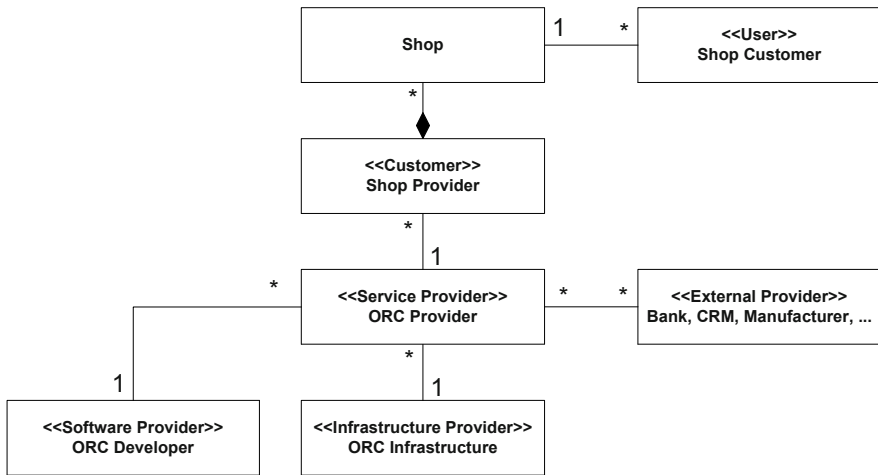 Shop
1
*
<<User>>
Shop Customer
*
<<Customer>>
Shop Provider
*
1
*
<<Service Provider>>
ORC Provider
*
*
<<External Provider>>
Bank, CRM, Manufacturer, ...
*
1
1
<<Software Provider>>
ORC Developer
<<Infrastructure Provider>>
ORC Infrastructure